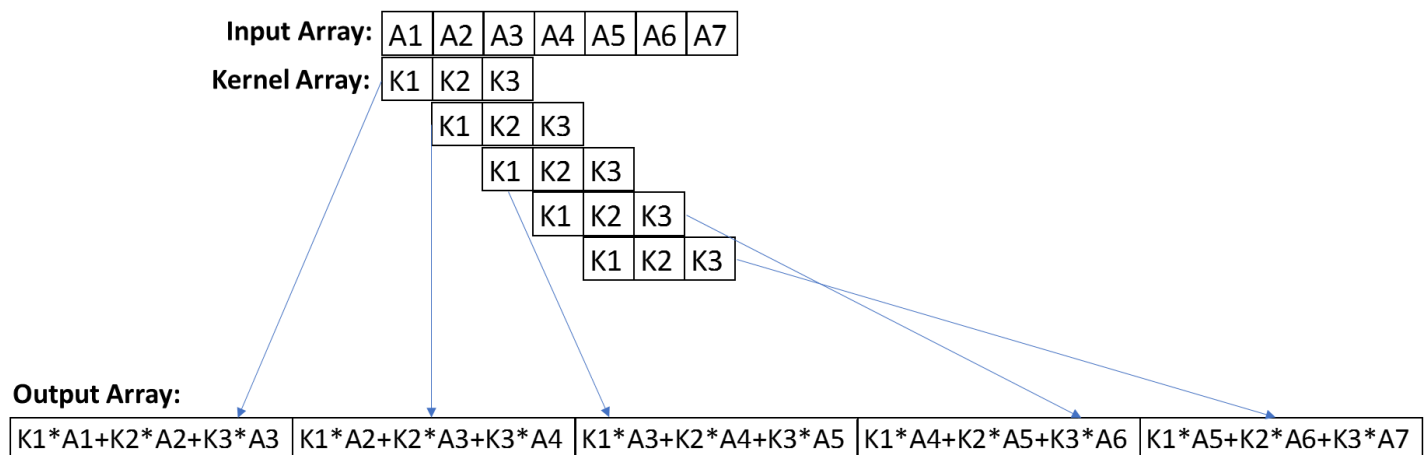 Input Array: A1 A2 A3 A4 A5 A6 A7
Kernel Array: K1 K2 K3
K1 K2 K3
K1 K2 K3
K1 K2 K3
K1 K2 K3
Output Array:
K1*A1+K2*A2+K3*A3 K1*A2+K2*A3+K3*A4 K1*A3+K2*A4+K3*A5 K1*A4+K2*A5+K3*A6 K1*A5+K2*A6+K3*A7